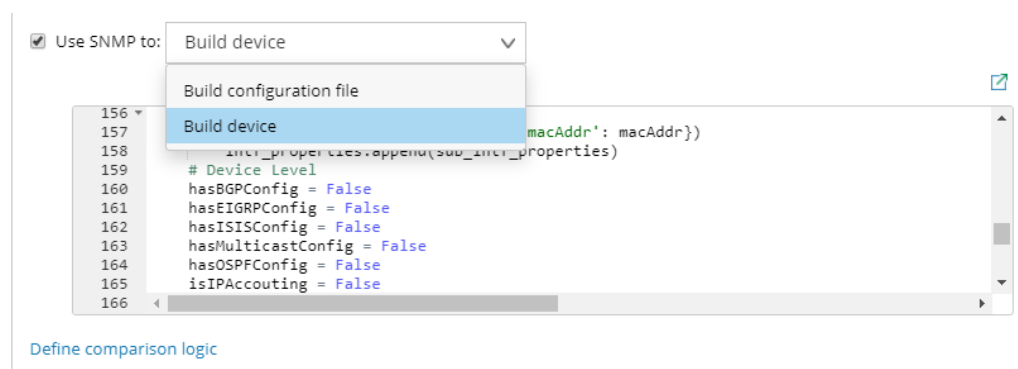 Use SNMP to: Build device
Build configuration file
Build device
156
157 macAddr': macAddr})
158 intr_properties.append(sub_intr_properties)
159 # Device Level
160 hasBGPConfig = False
161 hasEIGRPConfig = False
162 hasISISConfig = False
163 hasMulticastConfig = False
164 hasOSPFConfig = False
165 isIPAccouting = False
166
Define comparison logic